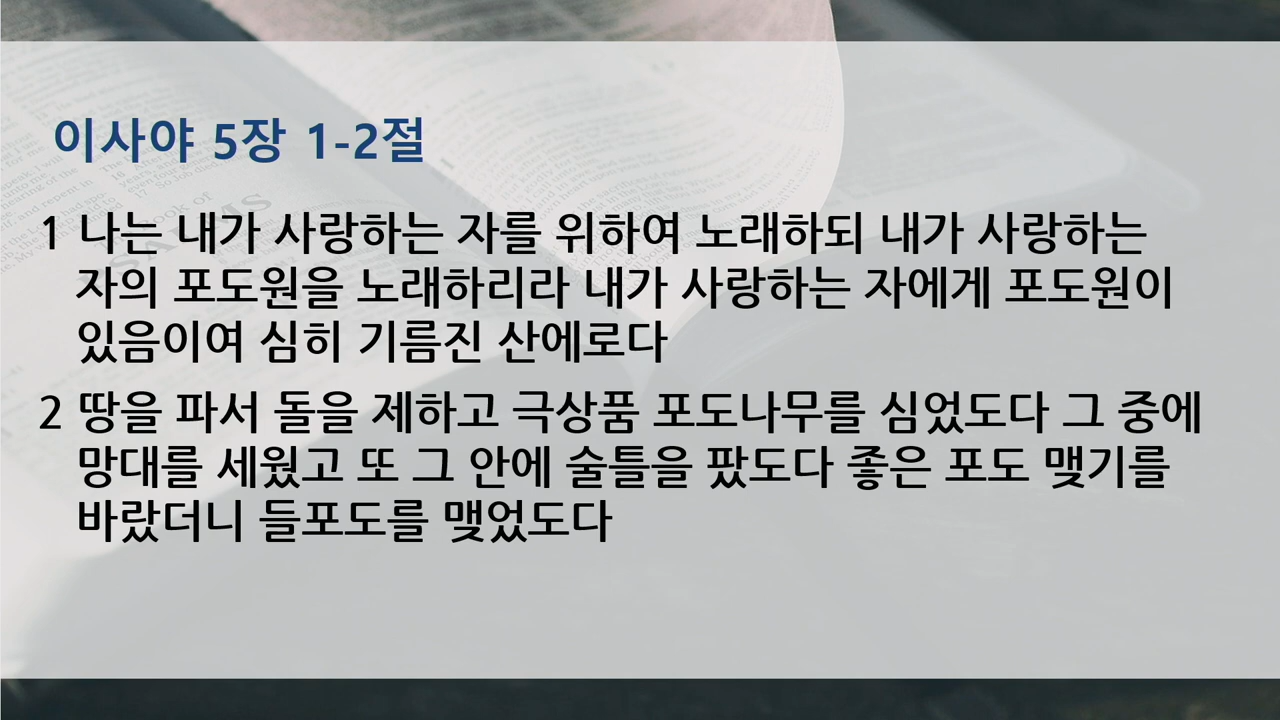 이사야 5장 1-2절
1 나는 내가 사랑하는 자를 위하여 노래하되 내가 사랑하는
자의 포도원을 노래하리라 내가 사랑하는 자에게 포도원이
있음이여 심히 기름진 산에로다
2 땅을 파서 돌을 제하고 극상품 포도나무를 심었도다 그 중에
망대를 세웠고 또 그 안에 술틀을 팠도다 좋은 포도 맺기를
바랐더니 들포도를 맺었도다